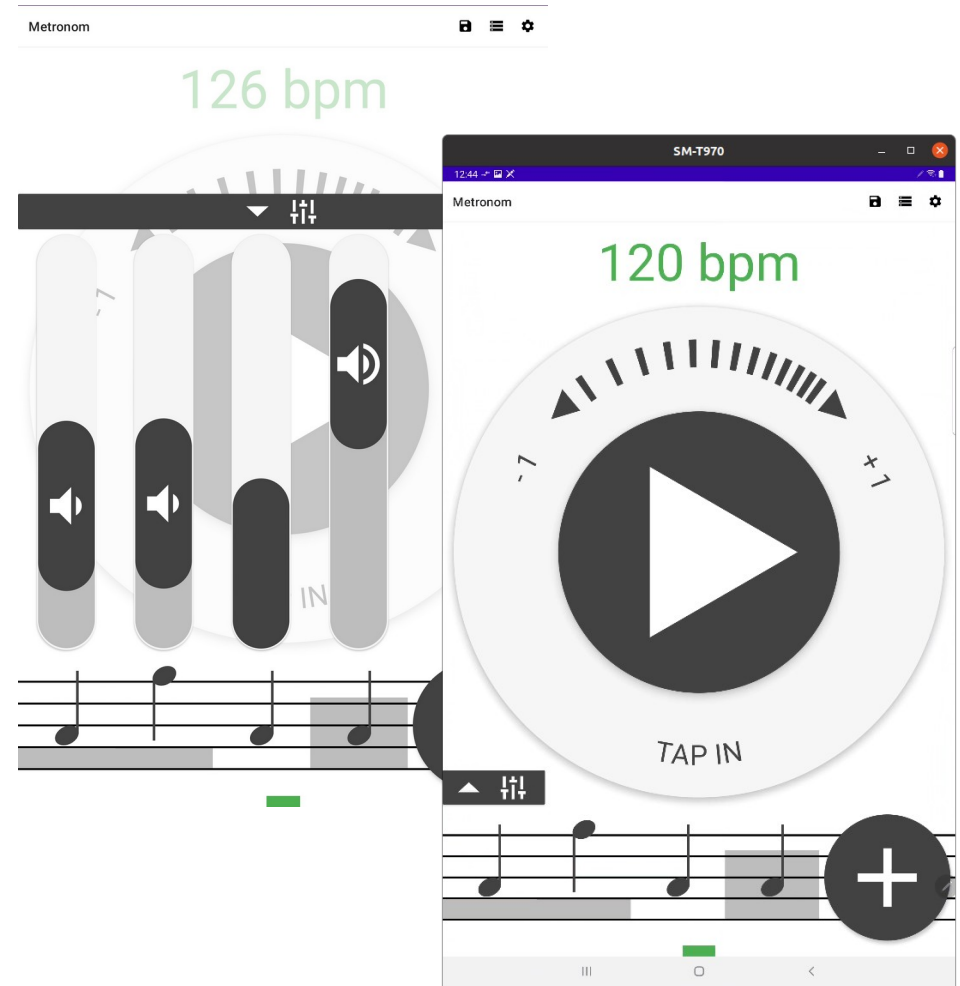 Metronom
126 bpm
-1
IN
SM-T970
12:44
Metronom
120 bpm
-1
+1
TAP IN